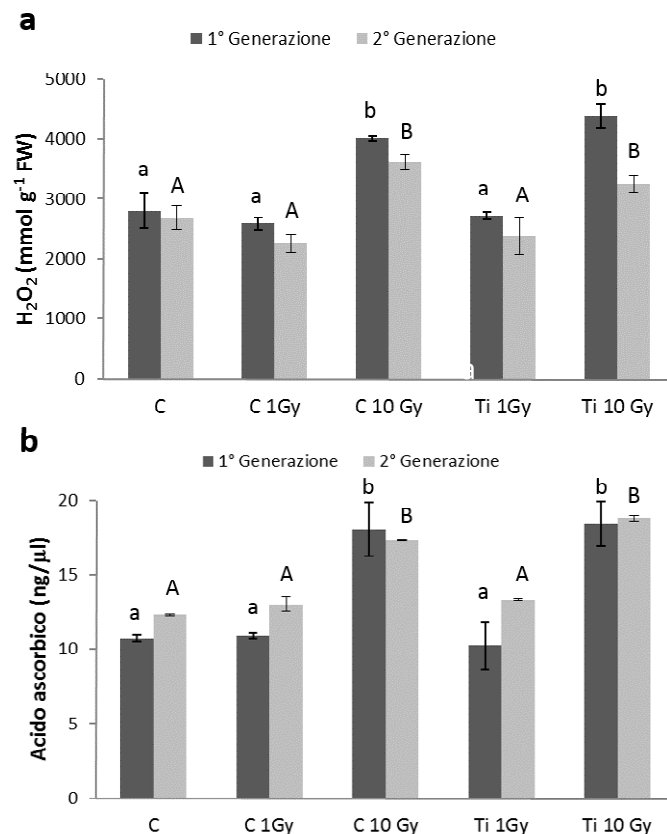 a
1° Generazione 2° Generazione
H₂O₂ (mmol g⁻¹ FW)
5000
4000
3000
2000
1000
0
a A a A b B a A b B
C C 1Gy C 10 Gy Ti 1Gy Ti 10 Gy
b
1° Generazione 2° Generazione
Acido ascorbico (ng/µl)
20
15
10
5
0
a A a A b B a A b B
C C 1Gy C 10 Gy Ti 1Gy Ti 10 Gy